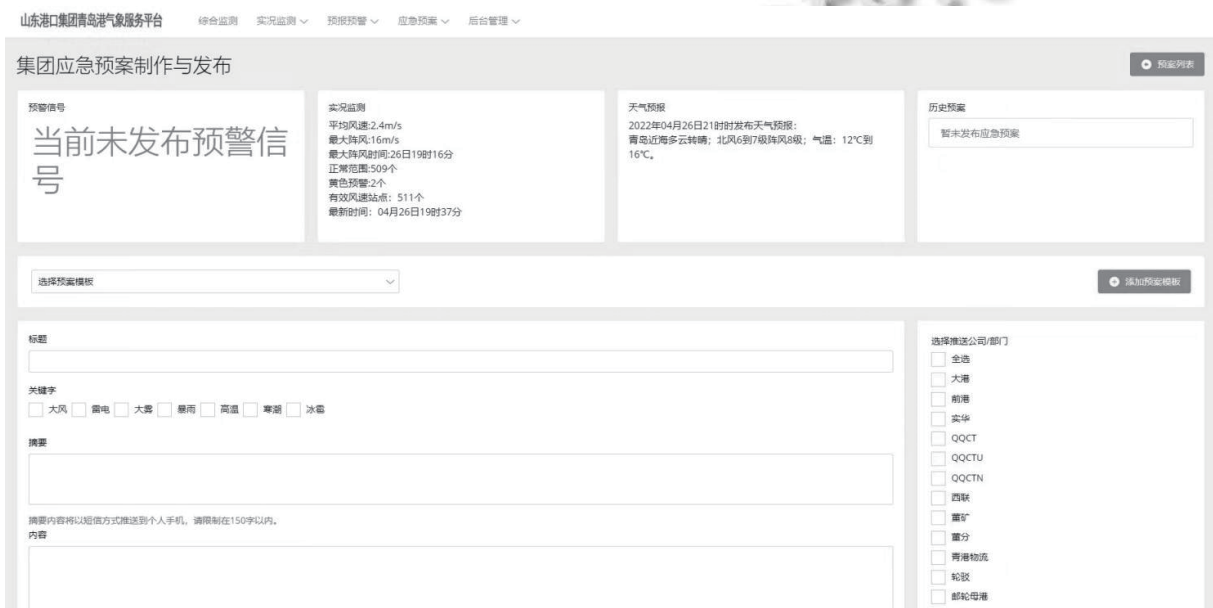 山东港口集团青岛港气象服务平台 综合监测 实况监测 预报预警 应急预案 后台管理
集团应急预案制作与发布
预案列表
预警信号
当前未发布预警信
号
实况监测
平均风速:2.4m/s
最大阵风:16m/s
最大阵风时间:26日19时16分
正常范围:509个
黄色预警:2个
有效风速站点：511个
最新时间：04月26日19时37分
天气预报
2022年04月26日21时时发布天气预报：
青岛近海多云转晴；北风6到7级阵风8级；气温：12℃到
16℃。
历史预案
暂未发布应急预案
选择预案模板
添加预案模板
标题
关键字
大风 雷电 大雾 暴雨 高温 寒潮 冰雹
摘要
摘要内容将以短信方式推送到个人手机，请限制在150字以内。
内容
选择推送公司/部门
全选
大港
前港
实华
QQCT
QQCTU
QQCTN
西联
董矿
董分
青港物流
轮驳
邮轮母港